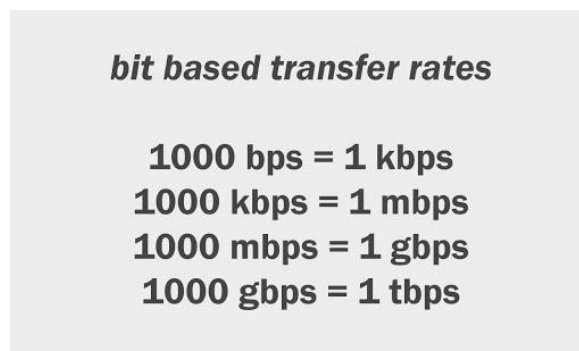 bit based transfer rates
1000 bps = 1 kbps
1000 kbps = 1 mbps
1000 mbps = 1 gbps
1000 gbps = 1 tbps